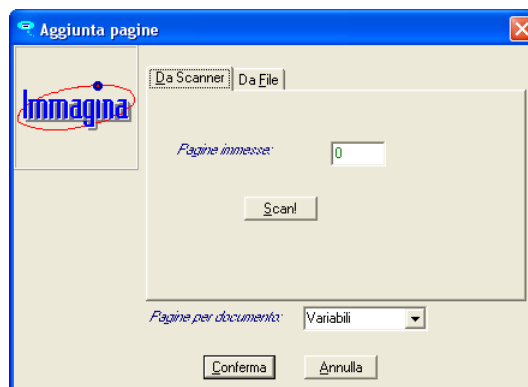 Aggiunta pagine
Immagina
Da Scanner Da File
Pagine immesse: 0
Scan!
Pagine per documento: Variabili
Conferma Annulla